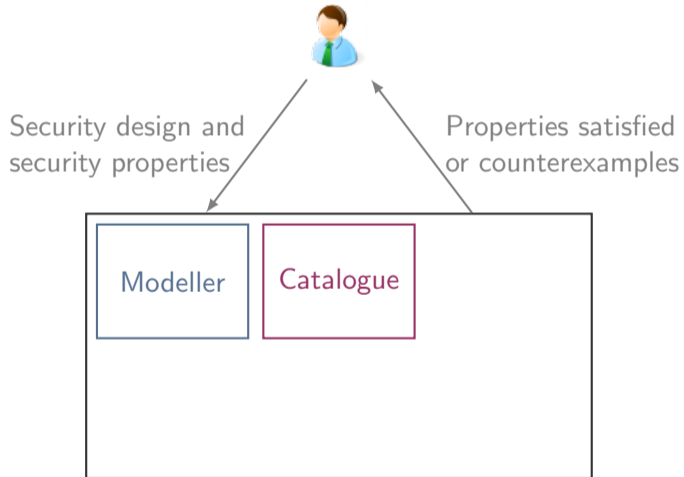 Security design and
security properties
Properties satisfied
or counterexamples
Modeller
Catalogue